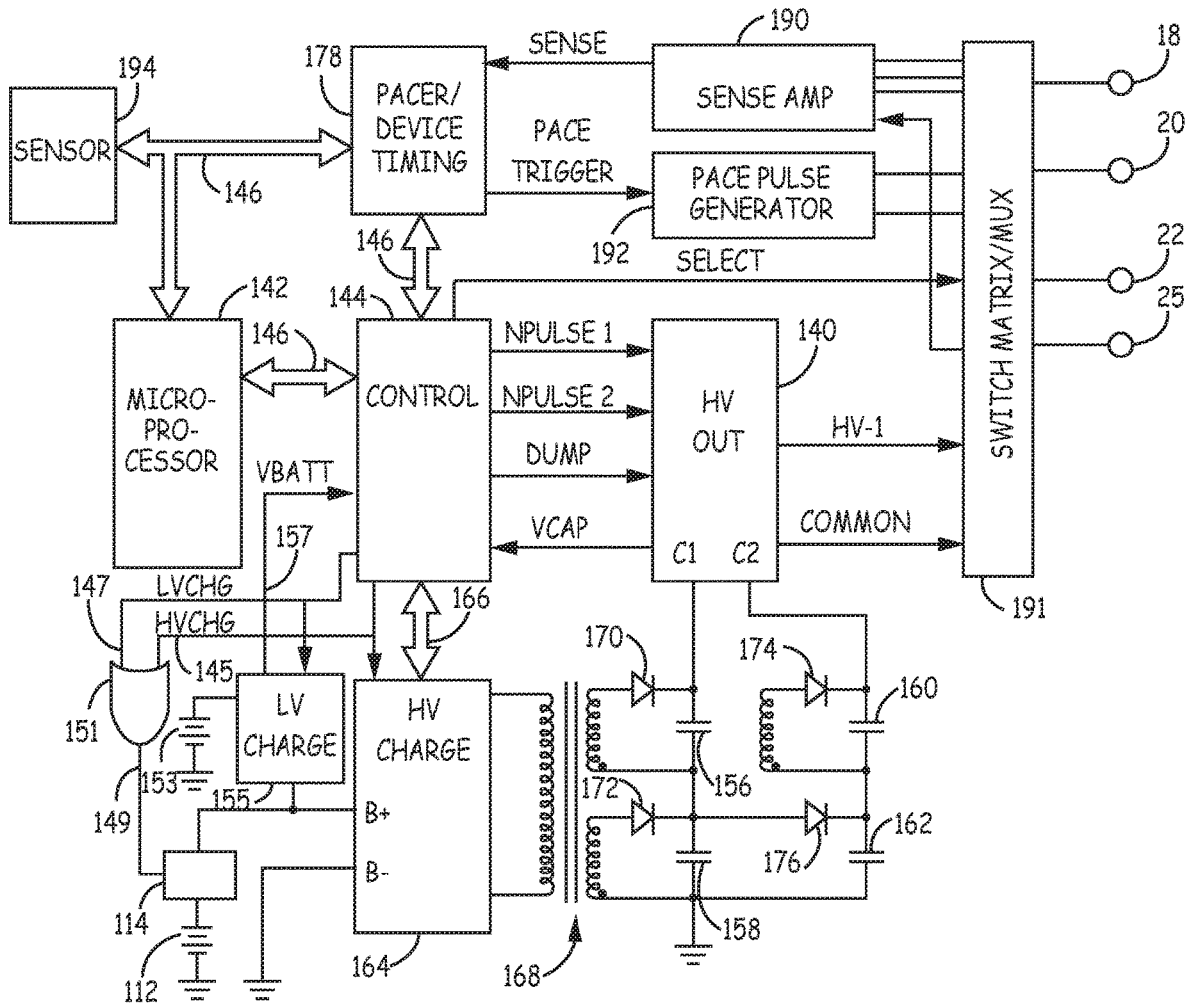 190
18
SENSE
178
194
PACER/
DEVICE
TIMING
SENSE AMP
20
SENSOR
PACE
TRIGGER
PACE PULSE
GENERATOR
146
192
22
146
SELECT
SWITCH MATRIX/MUX
142
144
25
146
NPULSE 1
140
CONTROL
NPULSE 2
HV
OUT
MICRO-
PRO-
CESSOR
HV-1
DUMP
VBATT
VCAP
COMMON
157
C1
C2
147
LVCHG
166
191
HVCHG
170
174
145
151
LV
CHARGE
HV
CHARGE
160
153
156
155
172
149
B+
162
176
B-
114
158
112
164
168